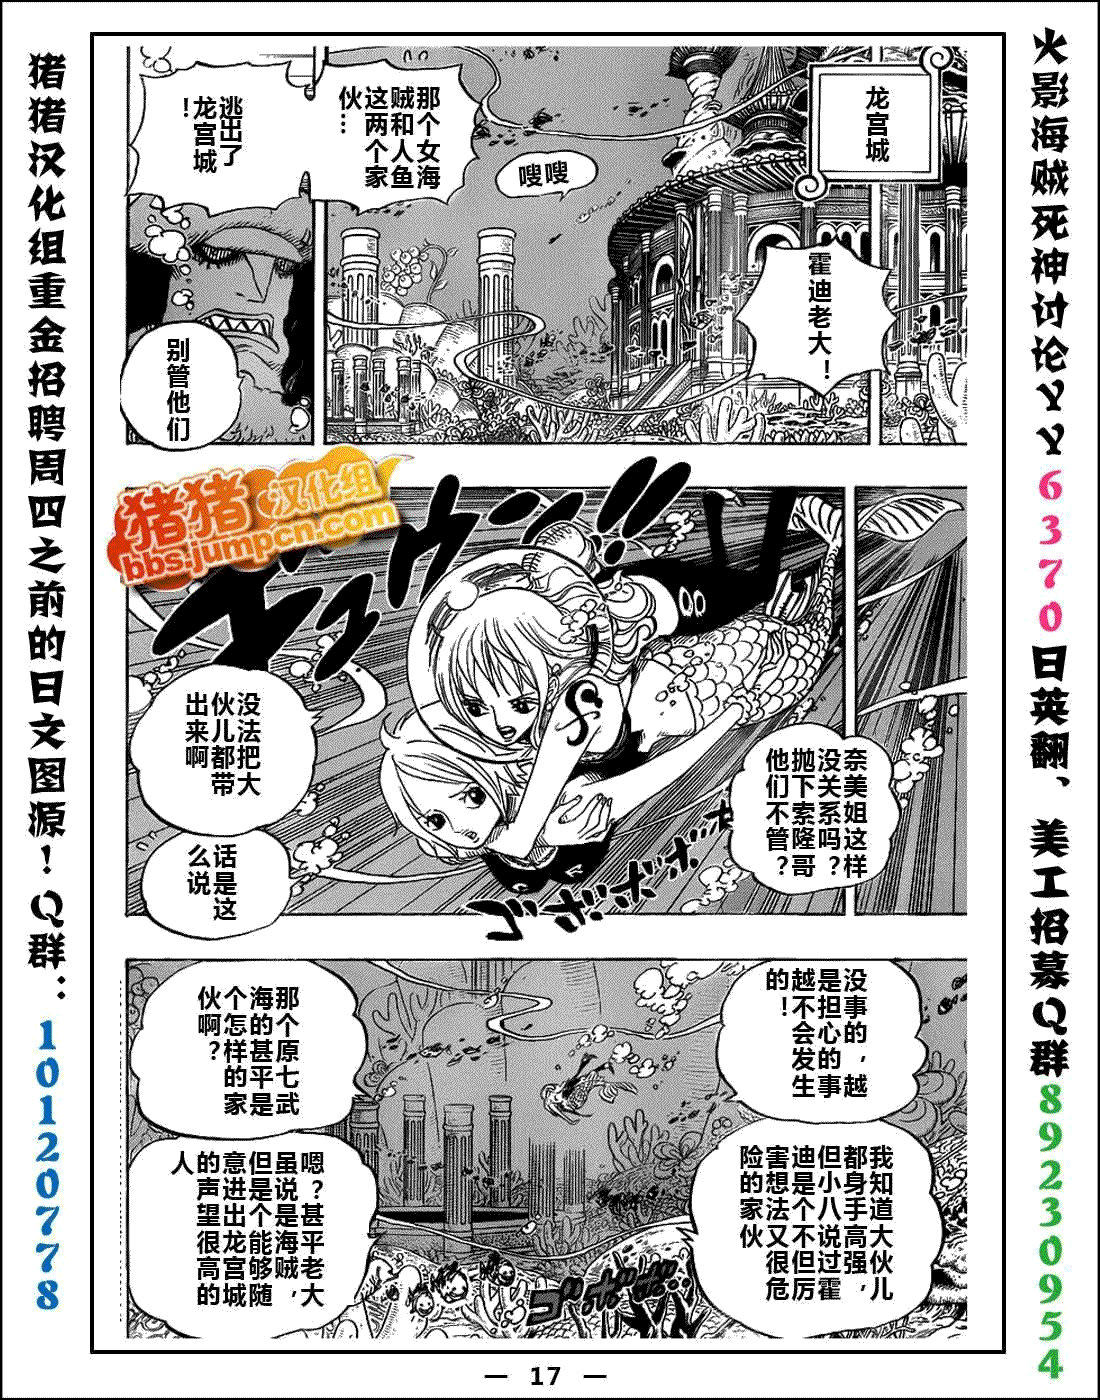 猪猪汉化组重金招聘周四之前的日文图源！Q群：101207778
火影海贼死神讨论YY6370日英翻、美工招募Q群892309954
龙宫城
霍迪老大！
嗖嗖
那个女海
贼和人鱼
这两个家
伙…
逃出了
龙宫城
！
别管他们
猪猪汉化组
bbs.jumpcn.com
奈美姐这样
没关系吗？
抛下索隆哥
他们不管？
没法把大
伙儿都带
出来啊
话是这
么说
ゴボボボボ
没事的，越
是担心的事
越不会发生
的！
我知道大伙儿
都身手高强，
但小八说过霍
迪是个不但厉
害想法又很危
险的家伙
那个原七武
海的甚平是
个怎样的家
伙啊？
嗯？甚平老大
虽说是海贼，
但是个能够随
意进出龙宫城
的声望很高的
人
— 17 —